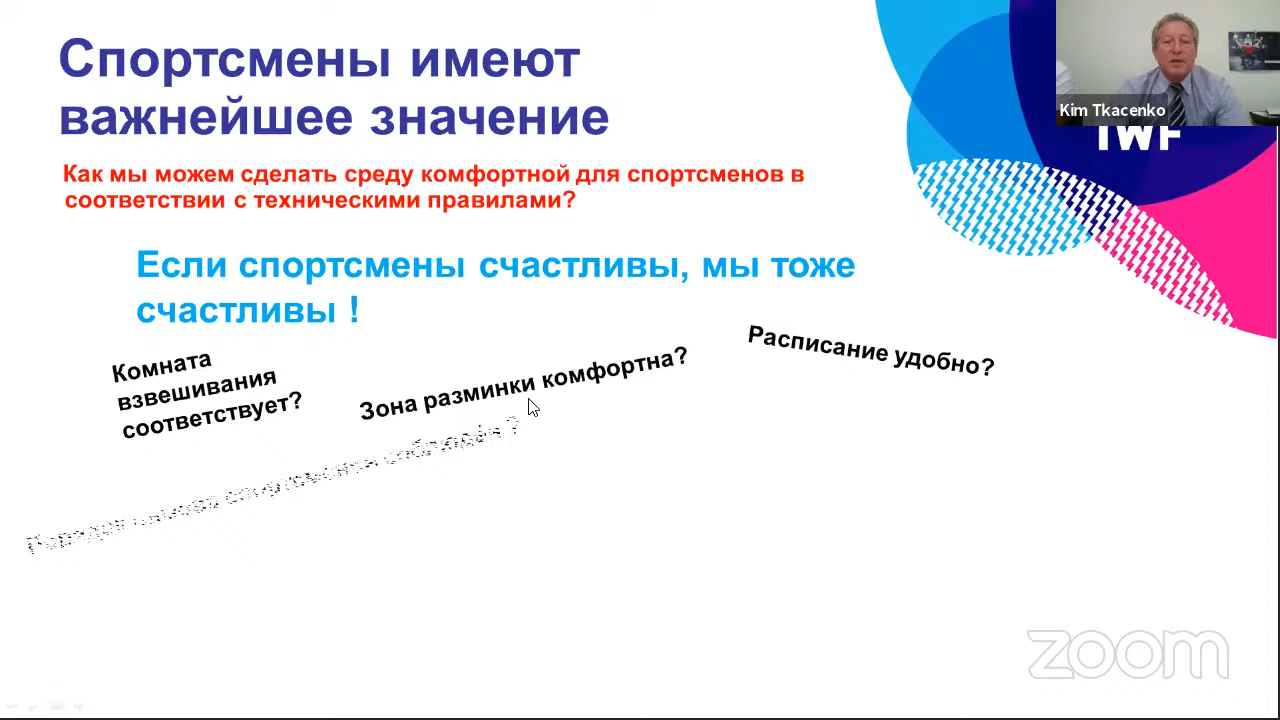 Спортсмены имеют
важнейшее значение
Kim Tkacenko
IWF
Как мы можем сделать среду комфортной для спортсменов в
соответствии с техническими правилами?
Если спортсмены счастливы, мы тоже
счастливы !
Комната
взвешивания
соответствует?
Зона разминки комфортна?
Расписание удобно?
?
zoom